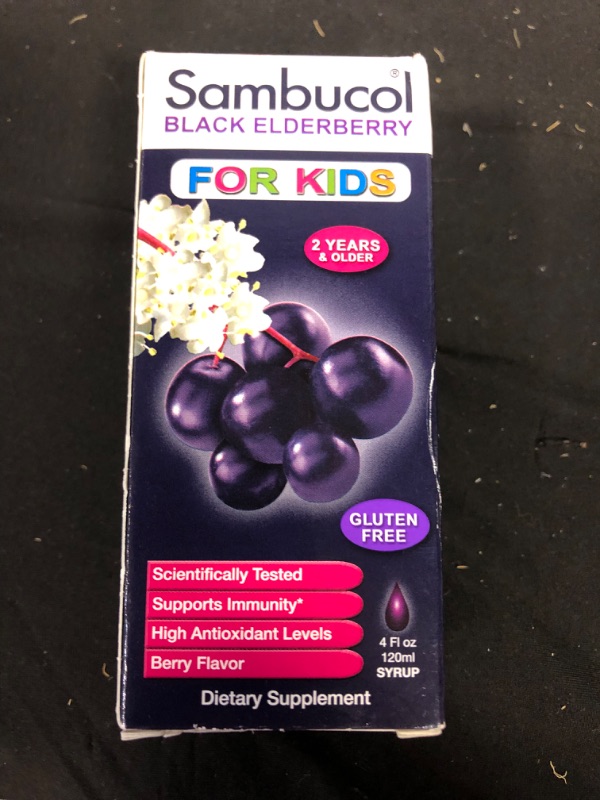 Sambucol®
BLACK ELDERBERRY
FOR KIDS
2 YEARS
& OLDER
GLUTEN
FREE
Scientifically Tested
Supports Immunity*
High Antioxidant Levels
Berry Flavor
4 Fl oz
120ml
SYRUP
Dietary Supplement